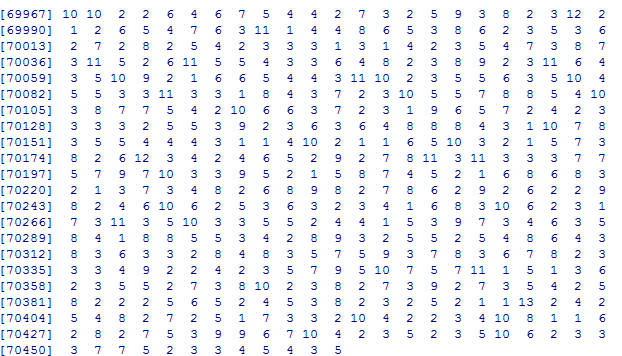 [69967] 10 10 2 2 6 4 6 7 5 4 4 2 7 3 2 5 9 3 8 2 3 12 2
[69990] 1 2 6 5 4 7 6 3 11 1 4 4 8 6 5 3 8 6 2 3 5 3 6
[70013] 2 7 2 8 2 5 4 2 3 3 3 1 3 1 4 2 3 5 4 7 3 8 7
[70036] 3 11 5 2 6 11 5 5 4 3 3 6 4 8 2 3 8 9 2 3 11 6 4
[70059] 3 5 10 9 2 1 6 6 5 4 4 3 11 10 2 3 5 5 6 3 5 10 4
[70082] 5 5 3 3 11 3 3 1 8 4 3 7 2 3 10 5 5 7 8 8 5 4 10
[70105] 3 8 7 7 5 4 2 10 6 6 3 7 2 3 1 9 6 5 7 2 4 2 3
[70128] 3 3 3 2 5 5 3 9 2 3 6 3 6 4 8 8 8 4 3 1 10 7 8
[70151] 3 5 5 4 4 4 3 1 1 4 10 2 1 1 6 5 10 3 2 1 5 7 3
[70174] 8 2 6 12 3 4 2 4 6 5 2 9 2 7 8 11 3 11 3 3 3 7 7
[70197] 5 7 9 7 10 3 3 9 5 2 1 5 8 7 4 5 2 1 6 8 6 8 3
[70220] 2 1 3 7 3 4 8 2 6 8 9 8 2 7 8 6 2 9 2 6 2 2 9
[70243] 8 2 4 6 10 6 2 5 3 6 3 2 3 4 1 6 8 3 10 6 2 3 1
[70266] 7 3 11 3 5 10 3 3 5 5 2 4 4 1 5 3 9 7 3 4 6 3 5
[70289] 8 4 1 8 8 5 5 3 4 2 8 9 3 2 5 5 2 5 4 8 6 4 3
[70312] 8 3 6 3 3 2 8 4 8 3 5 7 5 9 3 7 8 3 6 7 8 2 3
[70335] 3 3 4 9 2 2 4 2 3 5 7 9 5 10 7 5 7 11 1 5 1 3 6
[70358] 2 3 5 5 2 7 3 8 10 2 3 8 2 7 3 9 2 7 3 5 4 2 5
[70381] 8 2 2 2 5 6 5 2 4 5 3 8 2 3 2 5 2 1 1 13 2 4 2
[70404] 5 4 8 2 7 2 5 1 7 3 3 2 10 4 2 2 3 4 10 8 1 1 6
[70427] 2 8 2 7 5 3 9 9 6 7 10 4 2 3 5 2 3 5 10 6 2 3 3
[70450] 3 7 7 5 2 3 3 4 5 4 3 5